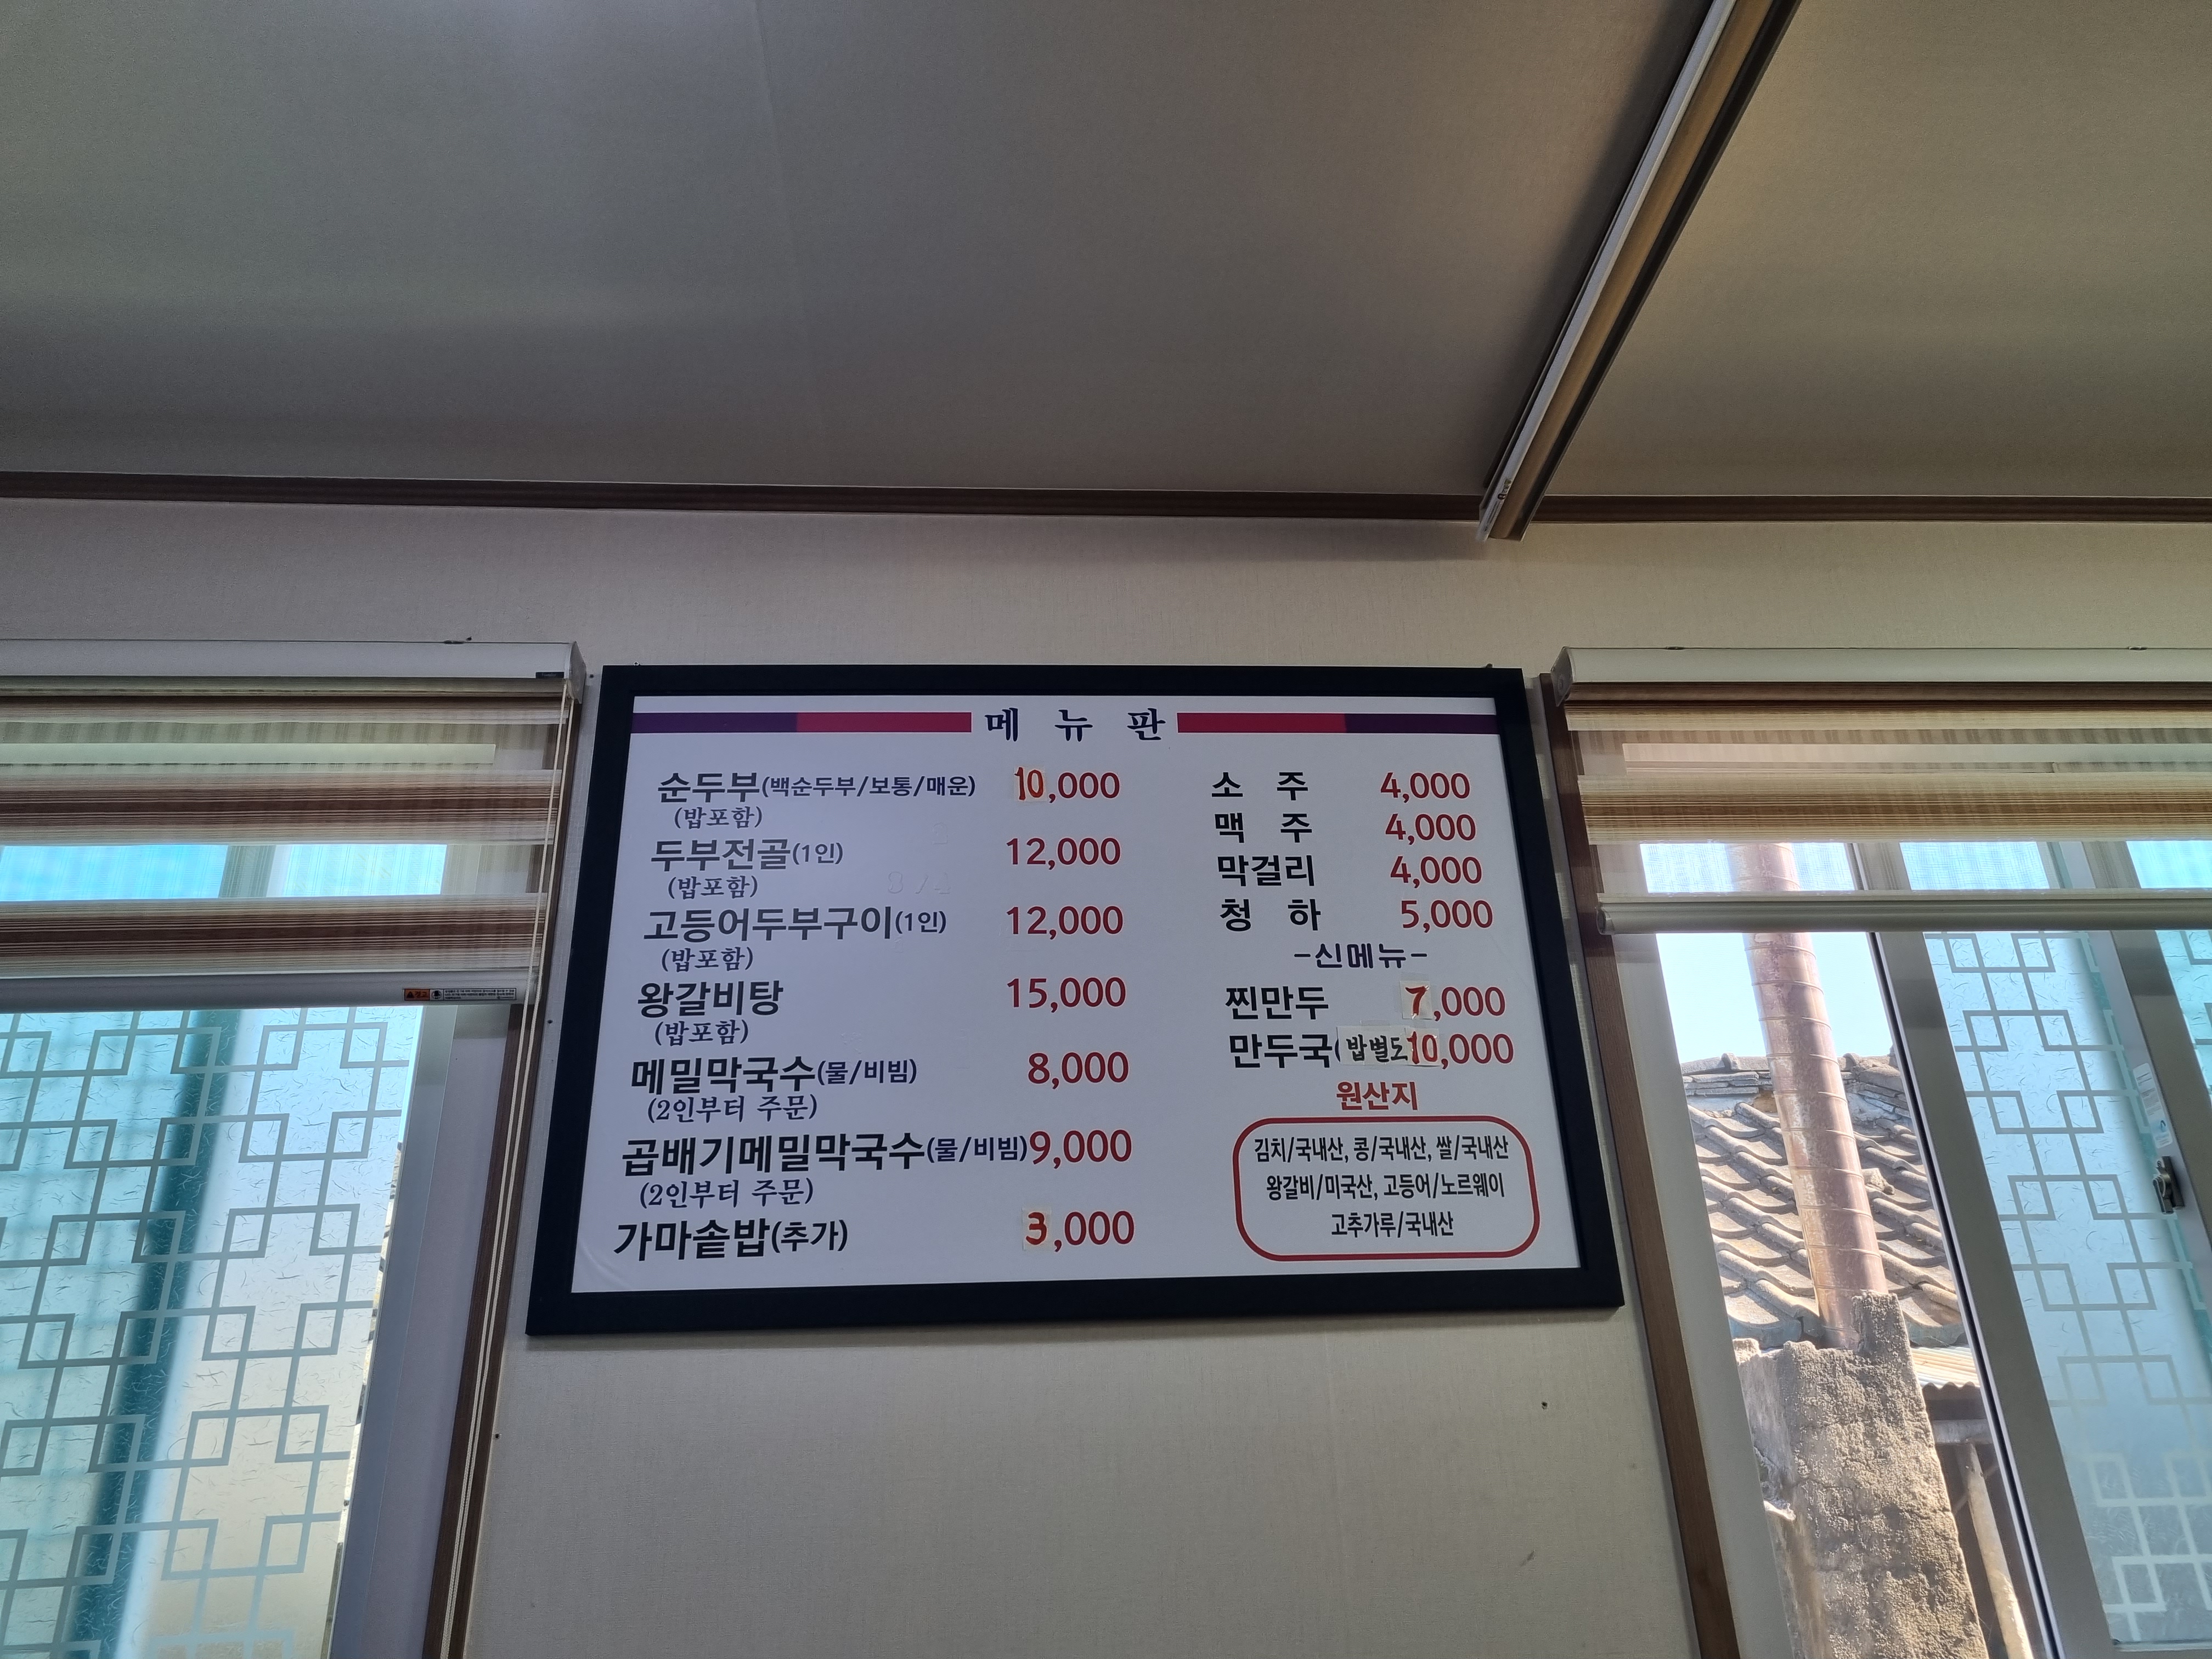 메 뉴 판
순두부(백순두부/보통/매운) 10,000
(밥포함)
두부전골(1인) 12,000
(밥포함)
고등어두부구이(1인) 12,000
(밥포함)
왕갈비탕 15,000
(밥포함)
메밀막국수(물/비빔) 8,000
(2인부터 주문)
곱배기메밀막국수(물/비빔) 9,000
(2인부터 주문)
가마솥밥(추가) 3,000
소 주 4,000
맥 주 4,000
막걸리 4,000
청 하 5,000
-신메뉴-
찐만두 7,000
만두국(밥별도 10,000
원산지
김치/국내산, 콩/국내산, 쌀/국내산
왕갈비/미국산, 고등어/노르웨이
고추가루/국내산